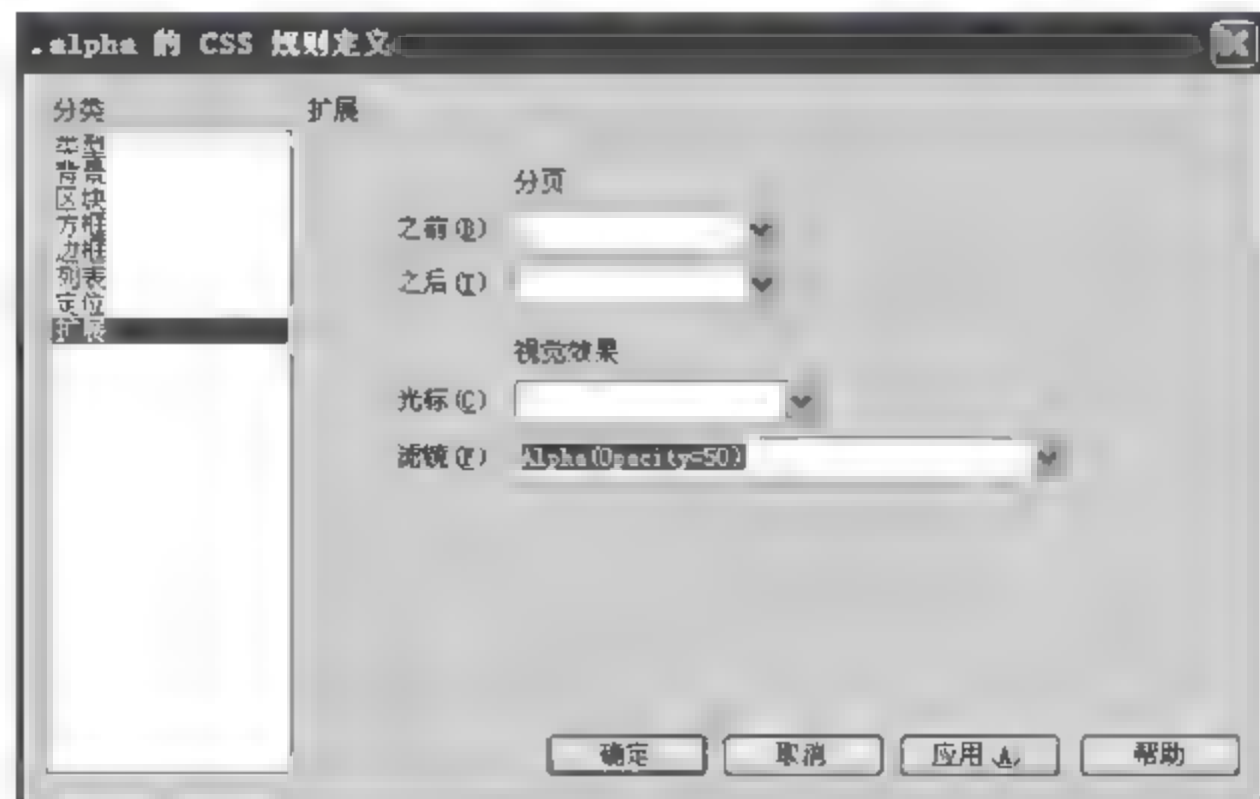 .alpha 的 CSS 规则定义
分类
类型
背景
区块
方框
边框
列表
定位
扩展
扩展
分页
之前(B)
之后(T)
视觉效果
光标(C)
滤镜(F) Alpha(Opacity=50)
确定 取消 应用(A) 帮助